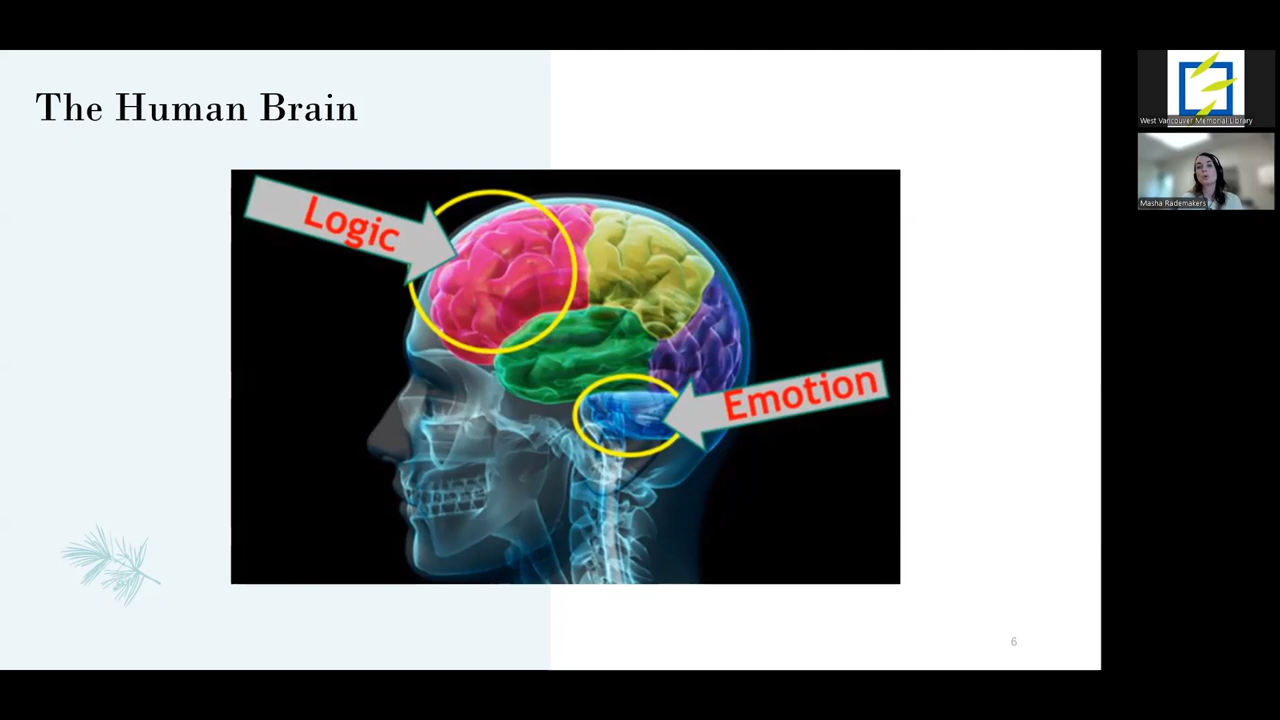 The Human Brain
Logic
Emotion
6
West Vancouver Memorial Library
Masha Rademakers